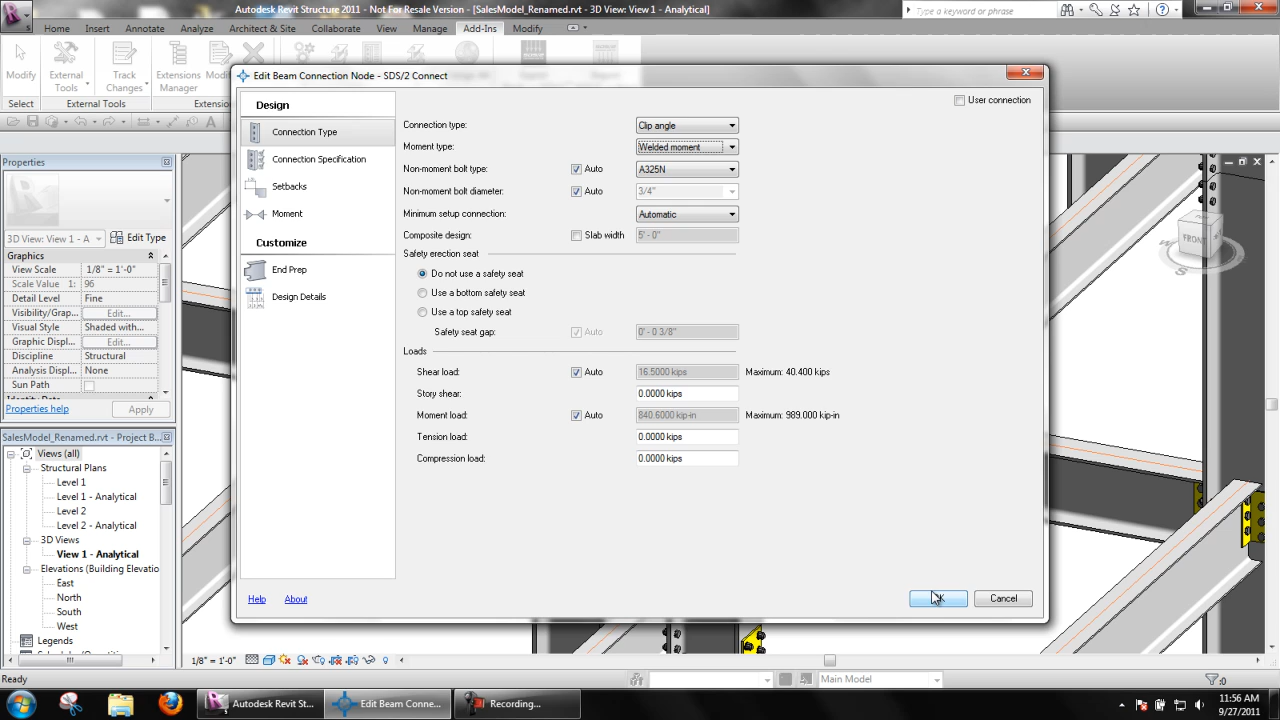 Autodesk Revit Structure 2011 - Not For Resale Version - [SalesModel_Renamed.rvt - 3D View: View 1 - Analytical]
Type a keyword or phrase
Home Insert Annotate Analyze Architect & Site Collaborate View Manage Add-Ins Modify
Modify External Tools Track Changes Extensions Manager
Select External Tools
Edit Beam Connection Node - SDS/2 Connect
Design
Connection Type
Connection Specification
Setbacks
Moment
Customize
End Prep
Design Details
Help About
User connection
Connection type: Clip angle
Moment type: Welded moment
Non-moment bolt type: Auto A325N
Non-moment bolt diameter: Auto 3/4"
Minimum setup connection: Automatic
Composite design: Slab width 5' - 0"
Safety erection seat
Do not use a safety seat
Use a bottom safety seat
Use a top safety seat
Safety seat gap: Auto 0' - 0 3/8"
Loads
Shear load: Auto 16.5000 kips Maximum: 40.400 kips
Story shear: 0.0000 kips
Moment load: Auto 840.6000 kip-in Maximum: 989.000 kip-in
Tension load: 0.0000 kips
Compression load: 0.0000 kips
Cancel
Properties
3D View: View 1 - A Edit Type
Graphics
View Scale 1/8" = 1'-0"
Scale Value 1: 96
Detail Level Fine
Visibility/Grap... Edit...
Visual Style Shaded with...
Graphic Displ... Edit...
Discipline Structural
Analysis Displ... None
Sun Path
Properties help Apply
SalesModel_Renamed.rvt - Project B...
Views (all)
Structural Plans
Level 1
Level 1 - Analytical
Level 2
Level 2 - Analytical
3D Views
View 1 - Analytical
Elevations (Building Elevatio
East
North
South
West
Legends
FRONT
S
1/8" = 1'-0"
Ready
Main Model
:0
Autodesk Revit St... Edit Beam Conne... Recording...
11:56 AM
9/27/2011